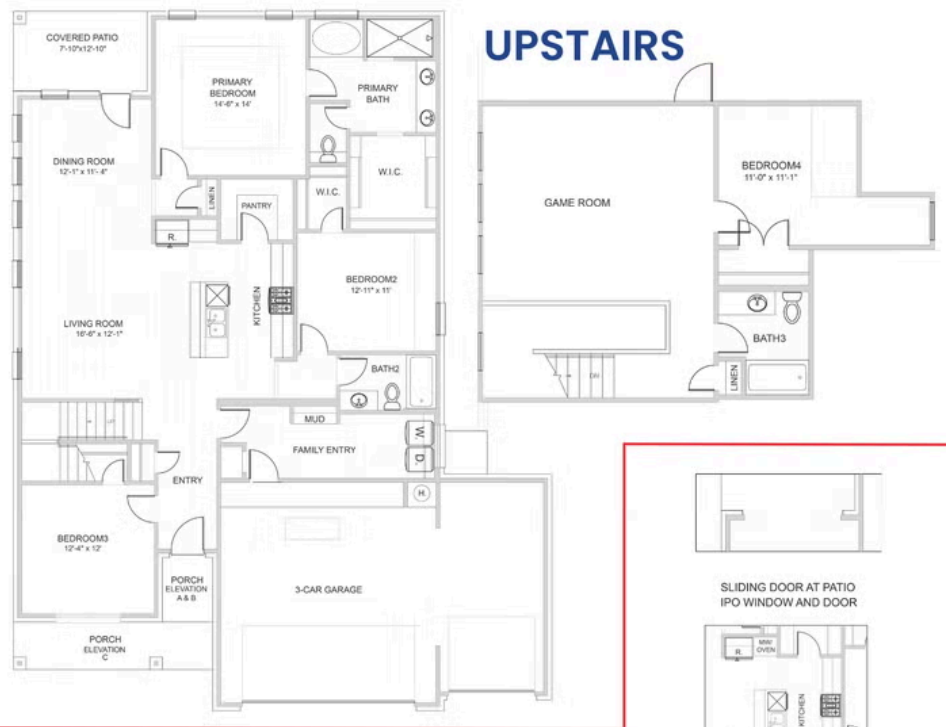 UPSTAIRS
COVERED PATIO
7'-10"x12'-10"
PRIMARY
BEDROOM
14'-6" x 14'
PRIMARY
BATH
DINING ROOM
12'-1" x 11'- 4"
W.I.C.
W.I.C.
LINEN
PANTRY
R.
BEDROOM2
12'-11" x 11'
KITCHEN
LIVING ROOM
16'-6" x 12'-1"
BATH2
MUD
W.
D.
FAMILY ENTRY
ENTRY
H.
BEDROOM3
12'-4" x 12'
PORCH
ELEVATION
A & B
3-CAR GARAGE
PORCH
ELEVATION
C
BEDROOM4
11'-0" x 11'-1"
GAME ROOM
BATH3
LINEN
SLIDING DOOR AT PATIO
IPO WINDOW AND DOOR
R.
MW/
OVEN
KITCHEN